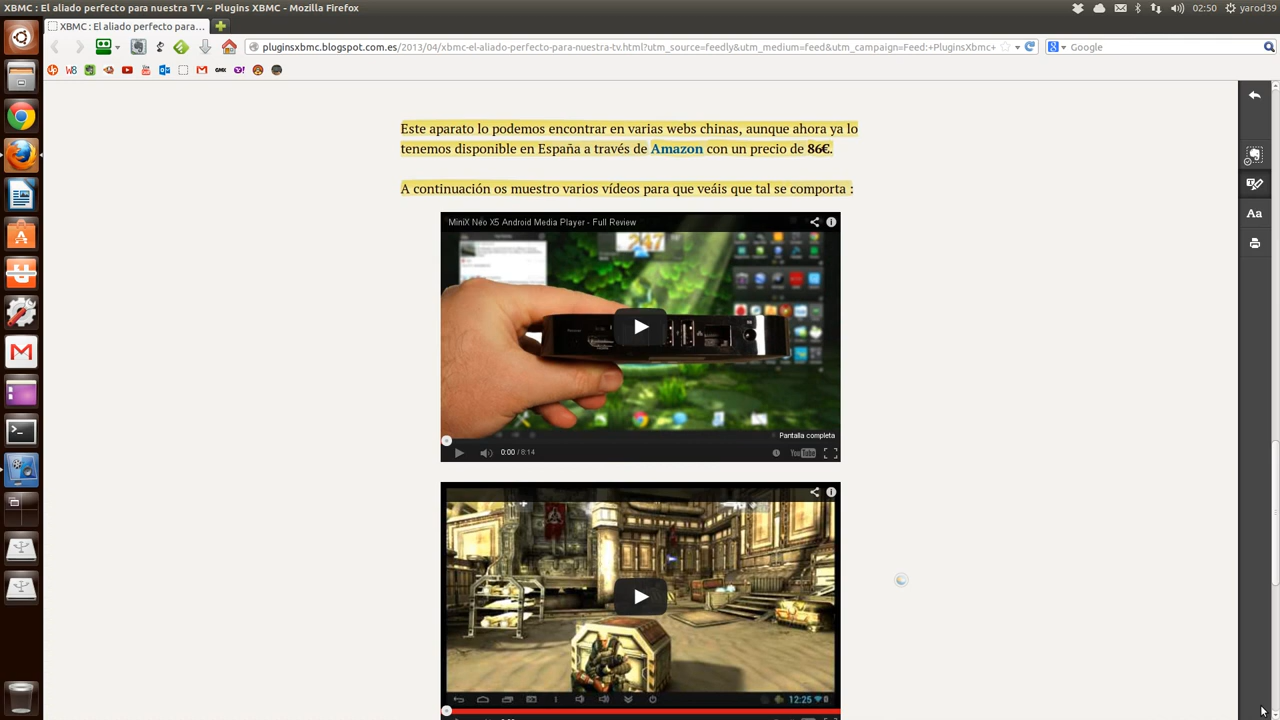 XBMC : El aliado perfecto para nuestra TV ~ Plugins XBMC - Mozilla Firefox
02:50 yarod39
XBMC : El aliado perfecto para...
pluginsxbmc.blogspot.com.es/2013/04/xbmc-el-aliado-perfecto-para-nuestra-tv.html?utm_source=feedly&utm_medium=feed&utm_campaign=Feed:+PluginsXbmc+
Google
Este aparato lo podemos encontrar en varias webs chinas, aunque ahora ya lo
tenemos disponible en España a través de Amazon con un precio de 86€.
A continuación os muestro varios vídeos para que veáis que tal se comporta :
MiniX Neo X5 Android Media Player - Full Review
Pantalla completa
0:00 / 8:14
YouTube
Aa
12:25